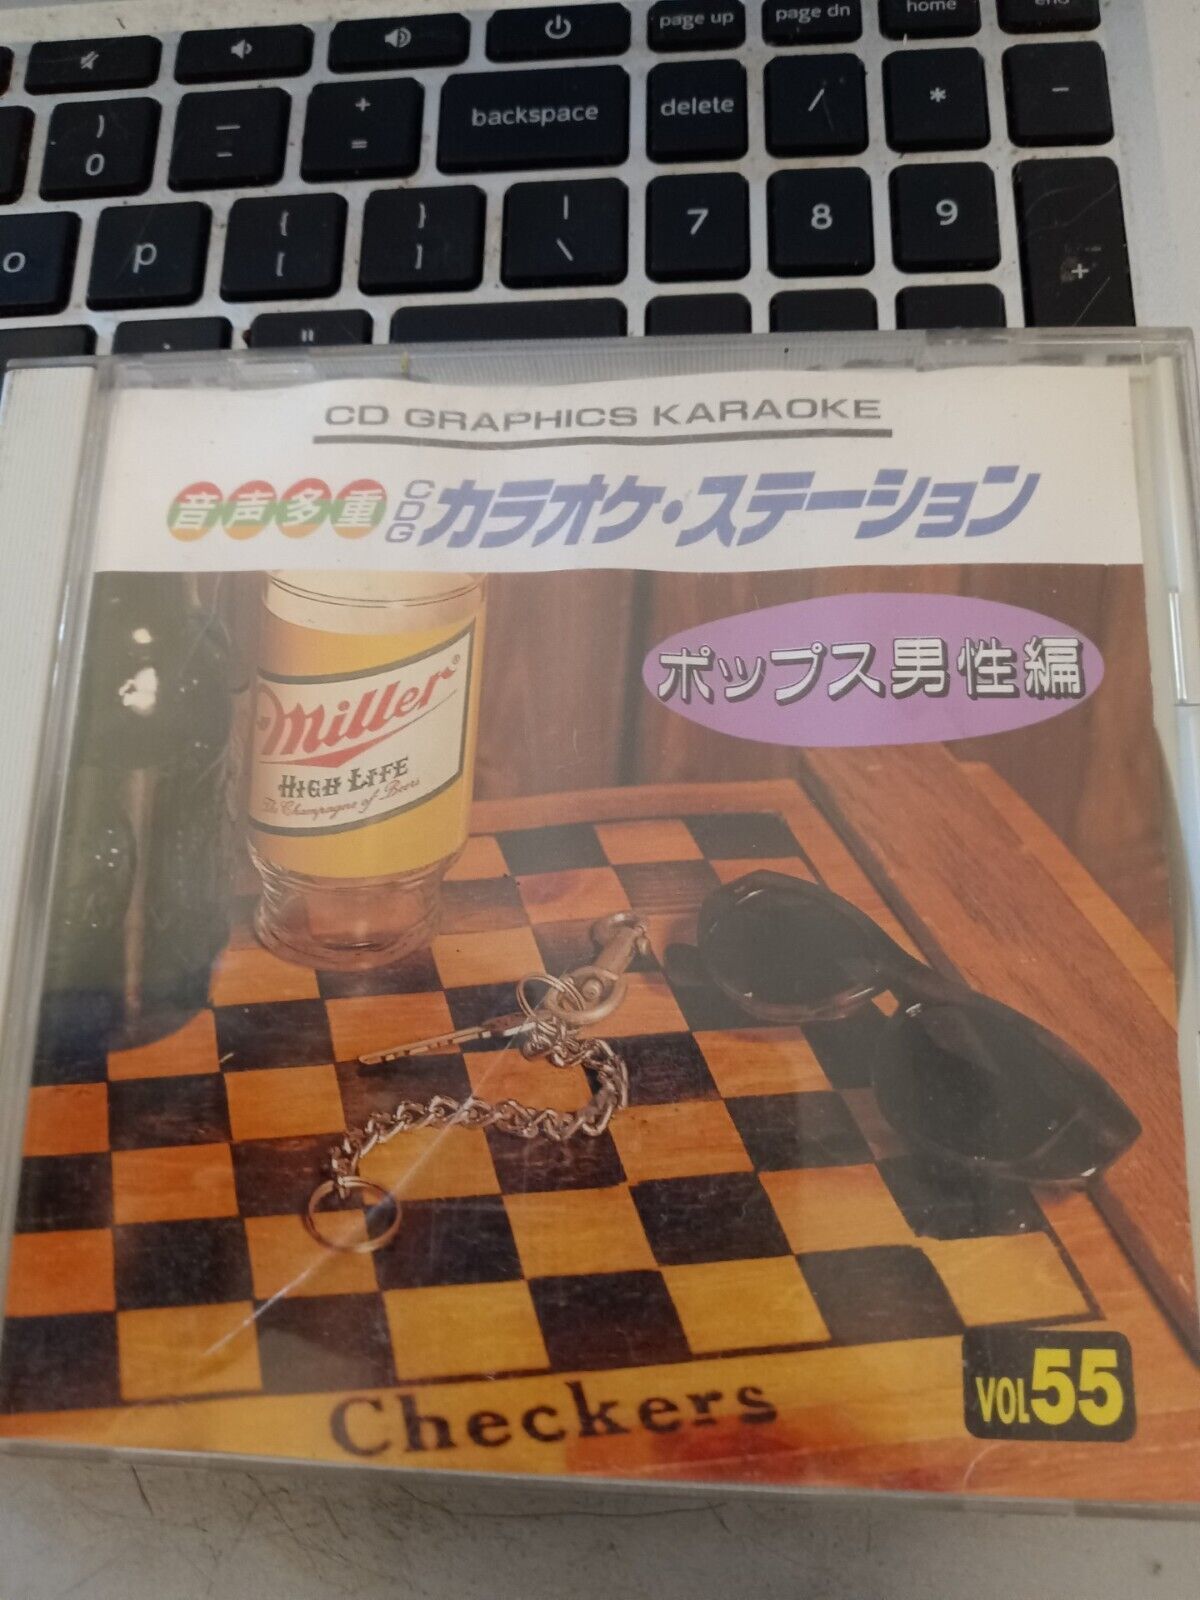 page up page dn home
) _ + backspace delete / * -
0 - =
o p { } | 7 8 9 +
[ ] \
"
CD GRAPHICS KARAOKE
音声多重 CDG カラオケ・ステーション
ポップス男性編
Miller®
HIGH LIFE
The Champagne of Beers
Checkers
VOL 55